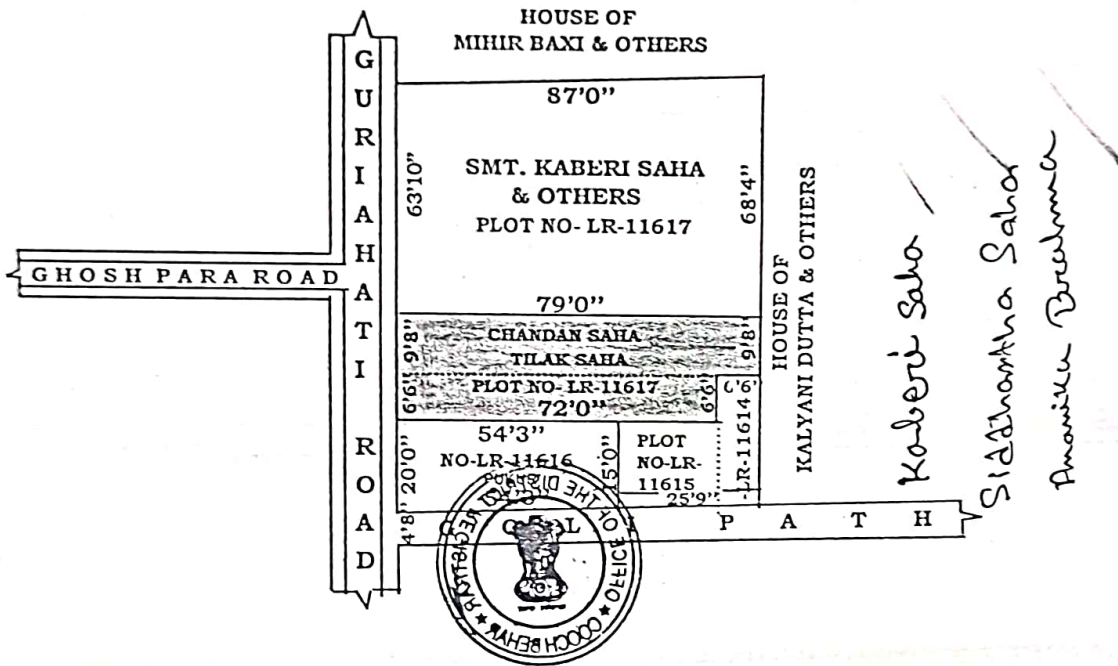 HOUSE OF
MIHIR BAXI & OTHERS
GURIAHATI ROAD
87'0"
63'10"
SMT. KABERI SAHA
& OTHERS
PLOT NO- LR-11617
68'4"
GHOSH PARA ROAD
79'0"
9'8"
CHANDAN SAHA
TILAK SAHA
9'8"
6'6"
PLOT NO- LR-11617
72'0"
6'6"
6'6"
HOUSE OF
KALYANI DUTTA & OTHERS
54'3"
NO-LR-11616
20'0"
15'0"
PLOT
NO-LR-
11615
25'9"
-LR-11614
4'8"
PATH
OFFICE OF THE DIST
COOCH BEHAR
Kaberi Saha
Siddhartha Saha